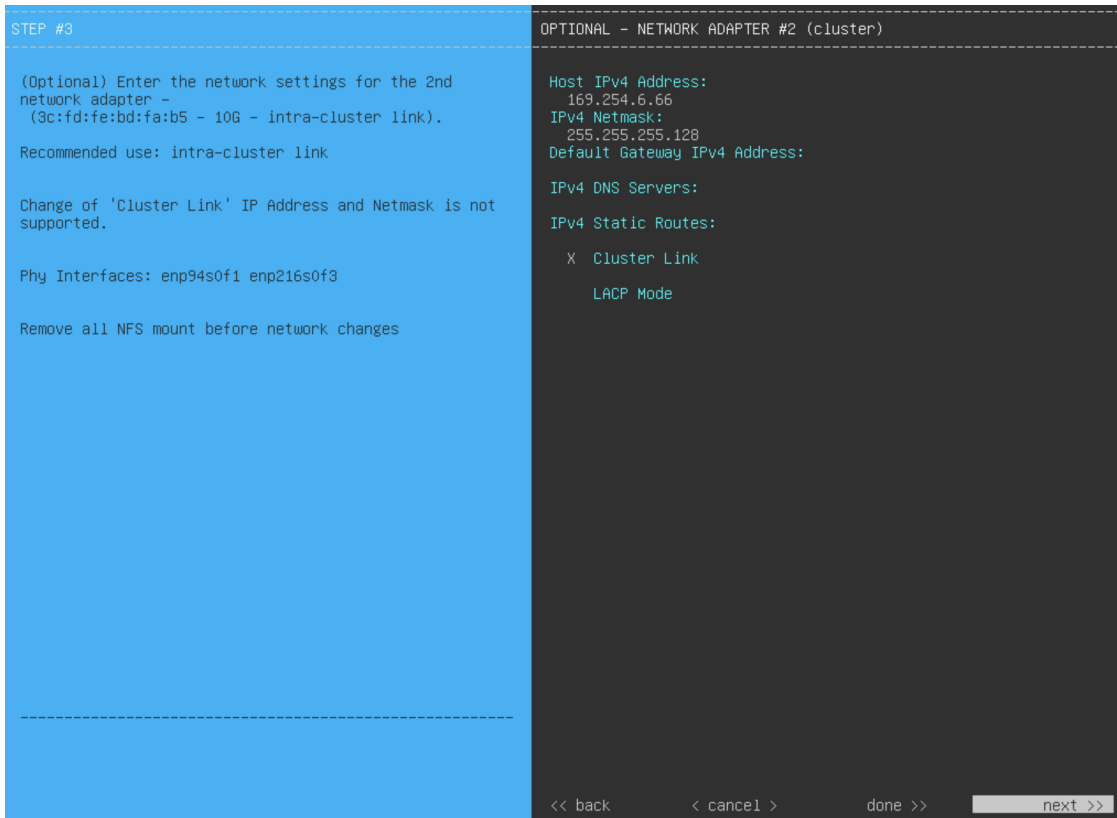 STEP #3
(Optional) Enter the network settings for the 2nd
network adapter -
(3c:fd:fe:bd:fa:b5 - 10G - intra-cluster link).
Recommended use: intra-cluster link
Change of 'Cluster Link' IP Address and Netmask is not
supported.
Phy Interfaces: enp94s0f1 enp216s0f3
Remove all NFS mount before network changes
OPTIONAL - NETWORK ADAPTER #2 (cluster)
Host IPv4 Address:
169.254.6.66
IPv4 Netmask:
255.255.255.128
Default Gateway IPv4 Address:
IPv4 DNS Servers:
IPv4 Static Routes:
X Cluster Link
LACP Mode
<< back < cancel > done >> next >>